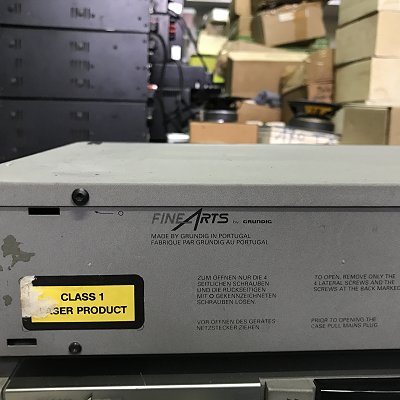 FINE ARTS by GRUNDIG
MADE BY GRUNDIG IN PORTUGAL
FABRIQUE PAR GRUNDIG AU PORTUGAL
ZUM ÖFFNEN NUR DIE 4
SEITLICHEN SCHRAUBEN
UND DIE RÜCKSEITIGEN
MIT O GEKENNZEICHNETEN
SCHRAUBEN LÖSEN
VOR ÖFFNEN DES GERÄTES
NETZSTECKER ZIEHEN
TO OPEN, REMOVE ONLY THE
4 LATERAL SCREWS AND THE
SCREWS AT THE BACK MARKED
PRIOR TO OPENING THE
CASE PULL MAINS PLUG
CLASS 1
LASER PRODUCT